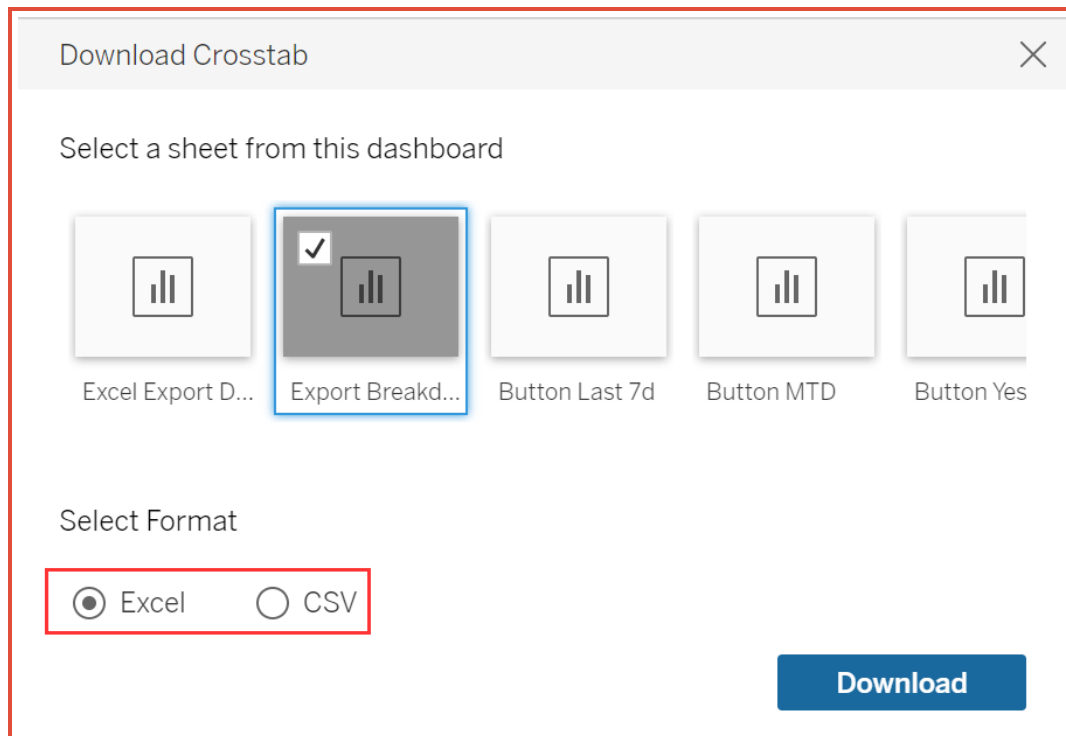 Download Crosstab
Select a sheet from this dashboard
Excel Export D... Export Breakd... Button Last 7d Button MTD Button Yes
Select Format
Excel CSV
Download